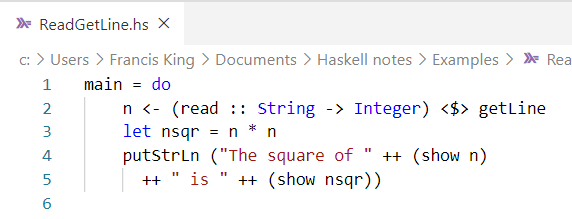 ReadGetLine.hs ×
c: > Users > Francis King > Documents > Haskell notes > Examples > Rea
1 main = do
2     n <- (read :: String -> Integer) <$> getLine
3     let nsqr = n * n
4     putStrLn ("The square of " ++ (show n)
5       ++ " is " ++ (show nsqr))
6